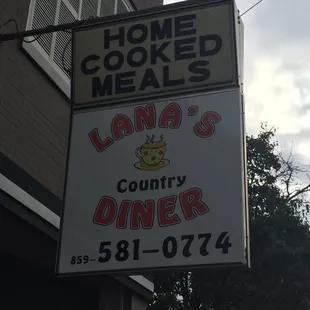 HOME
COOKED
MEALS
LANA'S
Country
DINER
859-581-0774